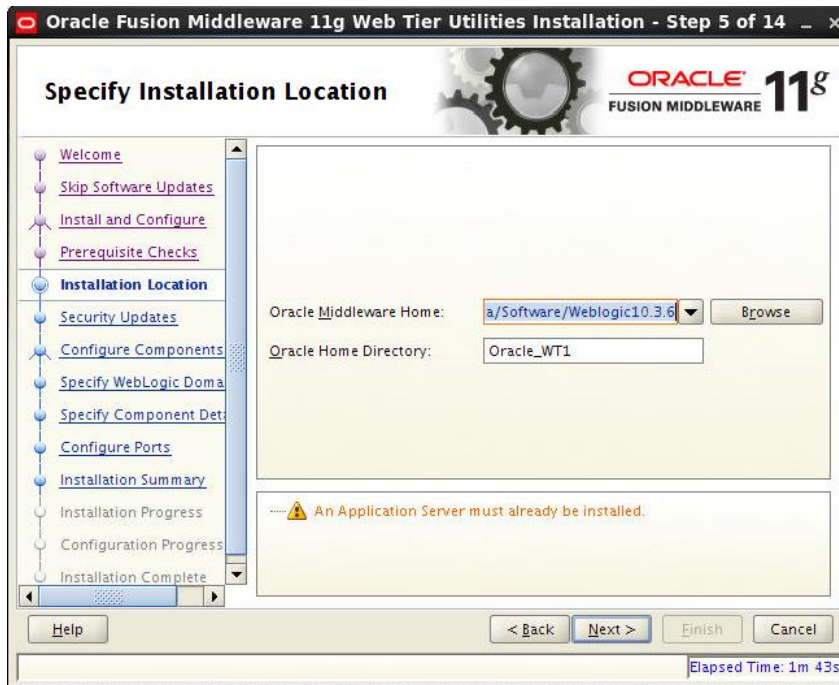 Oracle Fusion Middleware 11g Web Tier Utilities Installation - Step 5 of 14
Specify Installation Location
ORACLE
FUSION MIDDLEWARE 11g
Welcome
Skip Software Updates
Install and Configure
Prerequisite Checks
Installation Location
Security Updates
Configure Components
Specify WebLogic Doma
Specify Component Deta
Configure Ports
Installation Summary
Installation Progress
Configuration Progress
Installation Complete
Oracle Middleware Home: a/Software/Weblogic10.3.6 Browse
Oracle Home Directory: Oracle_WT1
An Application Server must already be installed.
Help < Back Next > Finish Cancel
Elapsed Time: 1m 43s